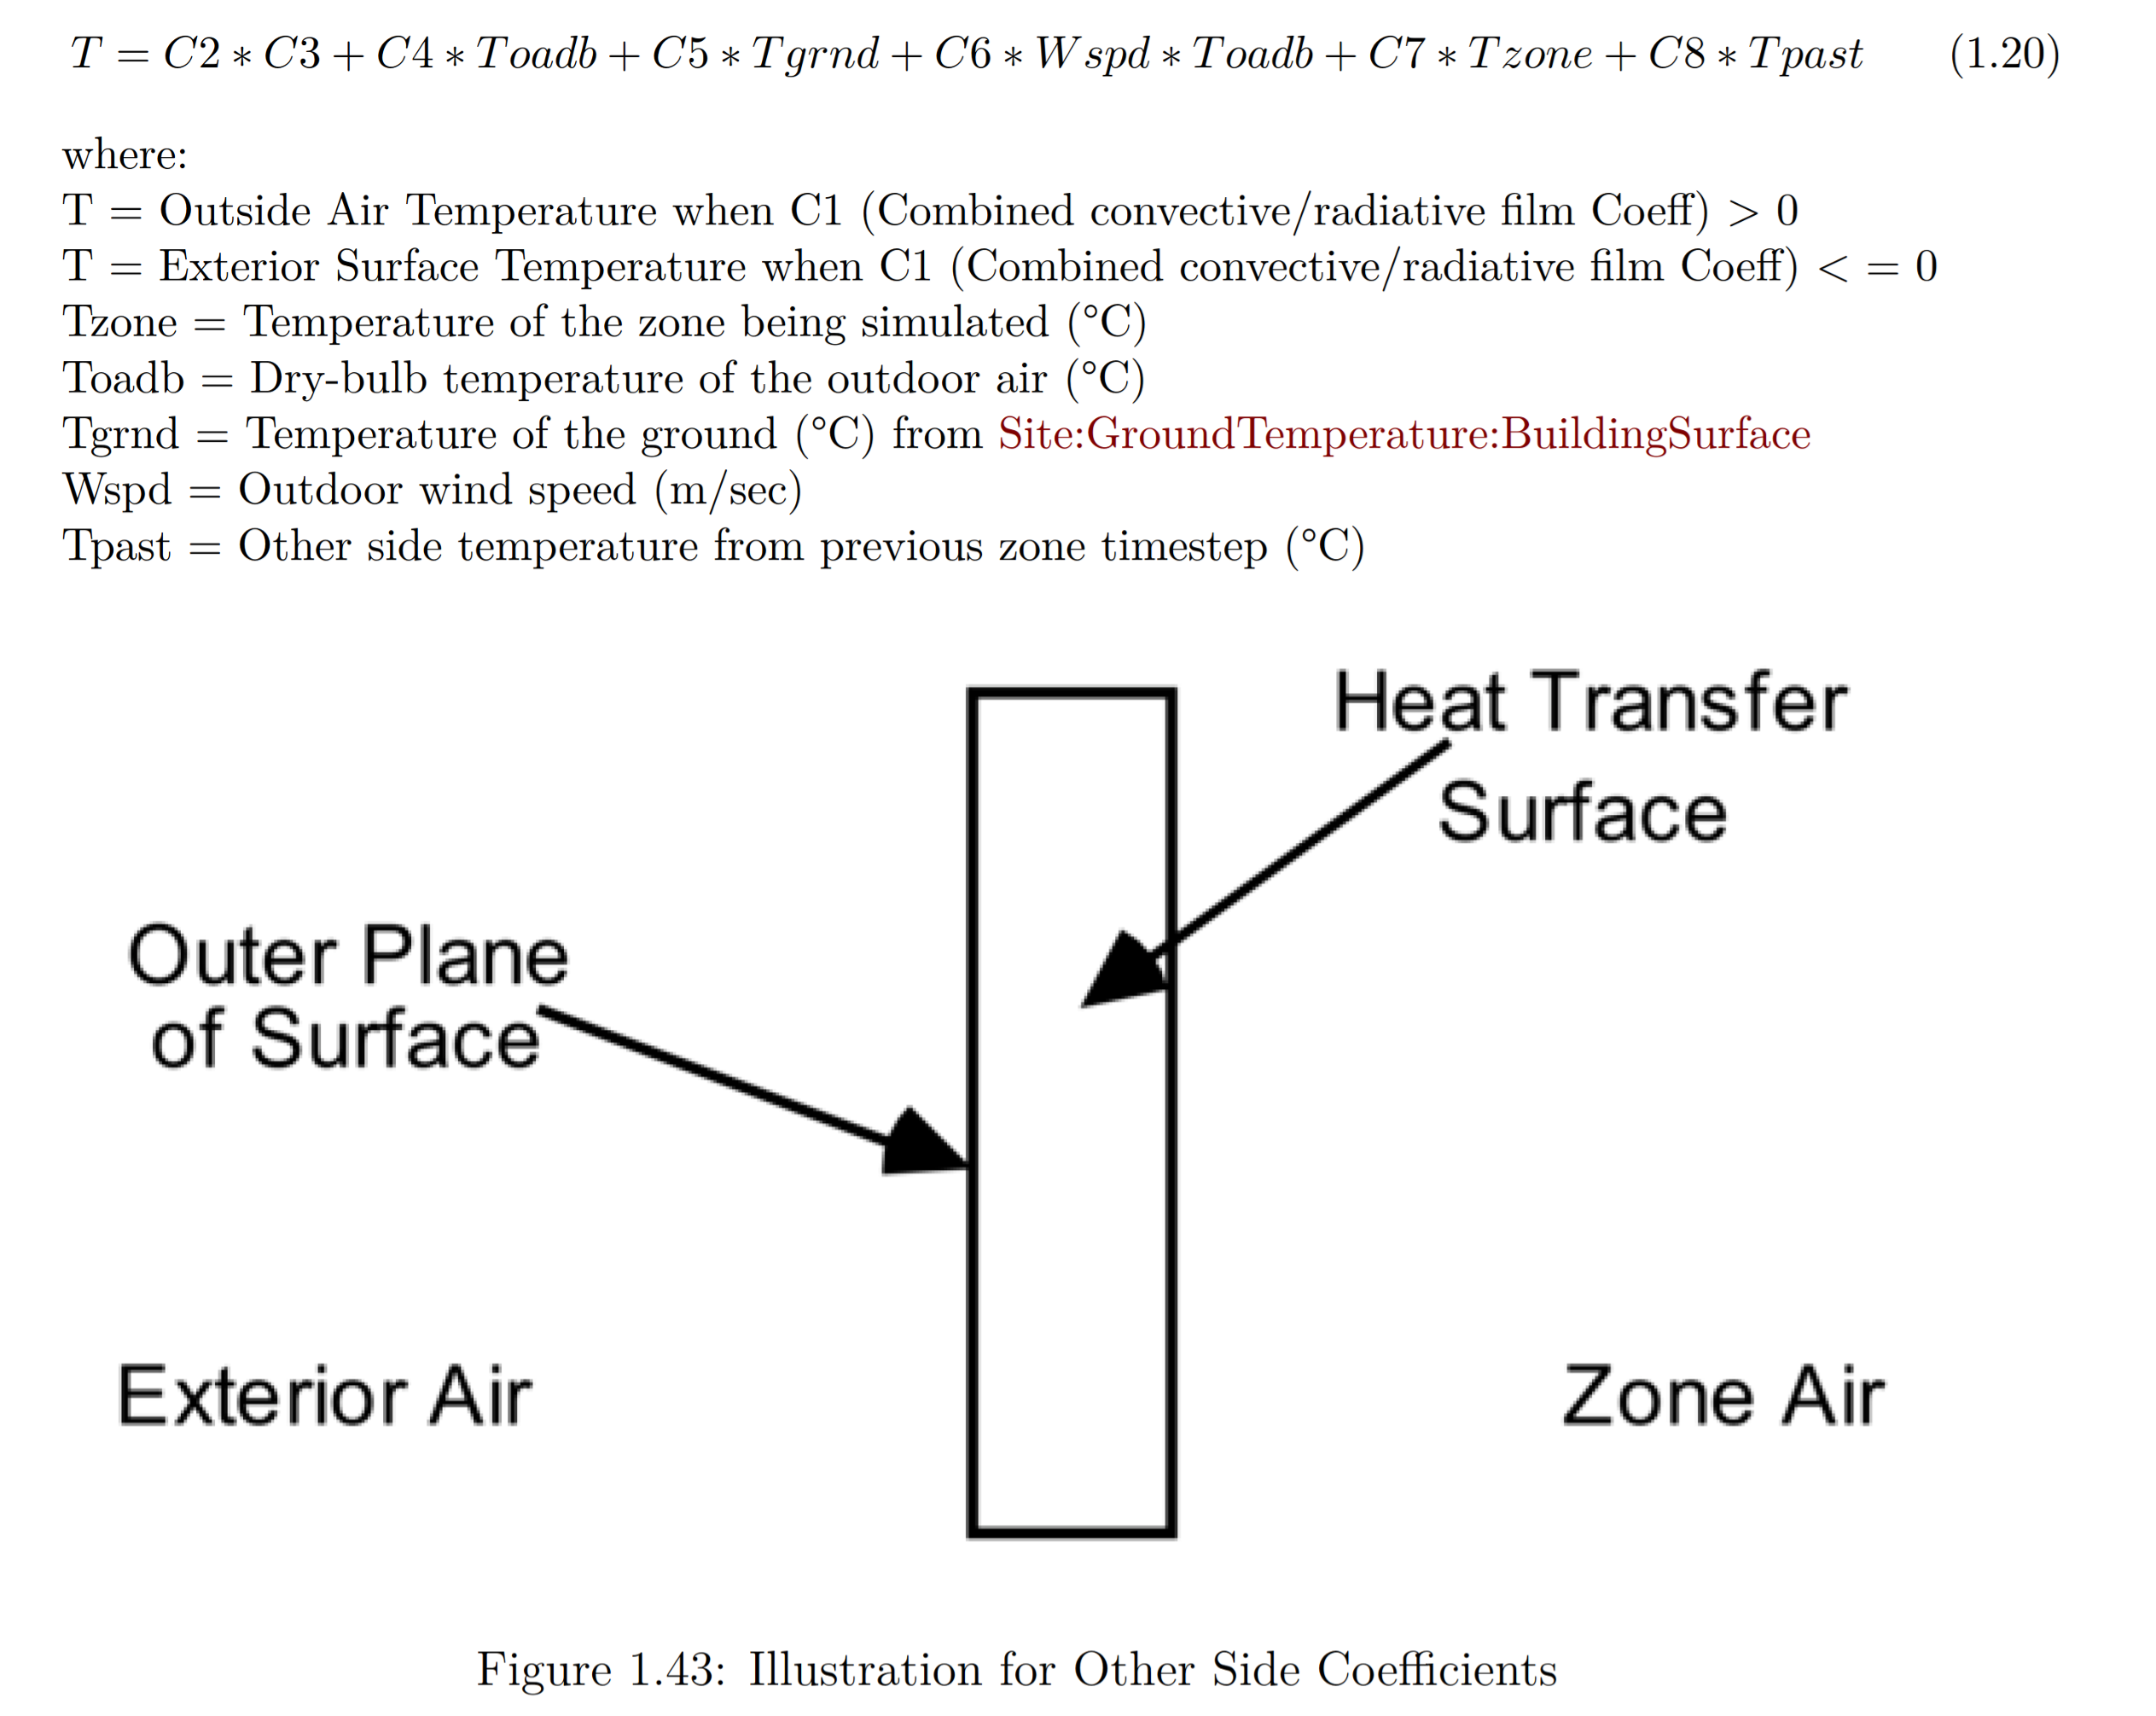 T = C2 ∗ C3 + C4 ∗ Toadb + C5 ∗ Tgrnd + C6 ∗ Wspd ∗ Toadb + C7 ∗ Tzone + C8 ∗ Tpast (1.20)
where:
T = Outside Air Temperature when C1 (Combined convective/radiative film Coeff) > 0
T = Exterior Surface Temperature when C1 (Combined convective/radiative film Coeff) < = 0
Tzone = Temperature of the zone being simulated (°C)
Toadb = Dry-bulb temperature of the outdoor air (°C)
Tgrnd = Temperature of the ground (°C) from Site:GroundTemperature:BuildingSurface
Wspd = Outdoor wind speed (m/sec)
Tpast = Other side temperature from previous zone timestep (°C)
Heat Transfer
Surface
Outer Plane
of Surface
Exterior Air
Zone Air
Figure 1.43: Illustration for Other Side Coefficients